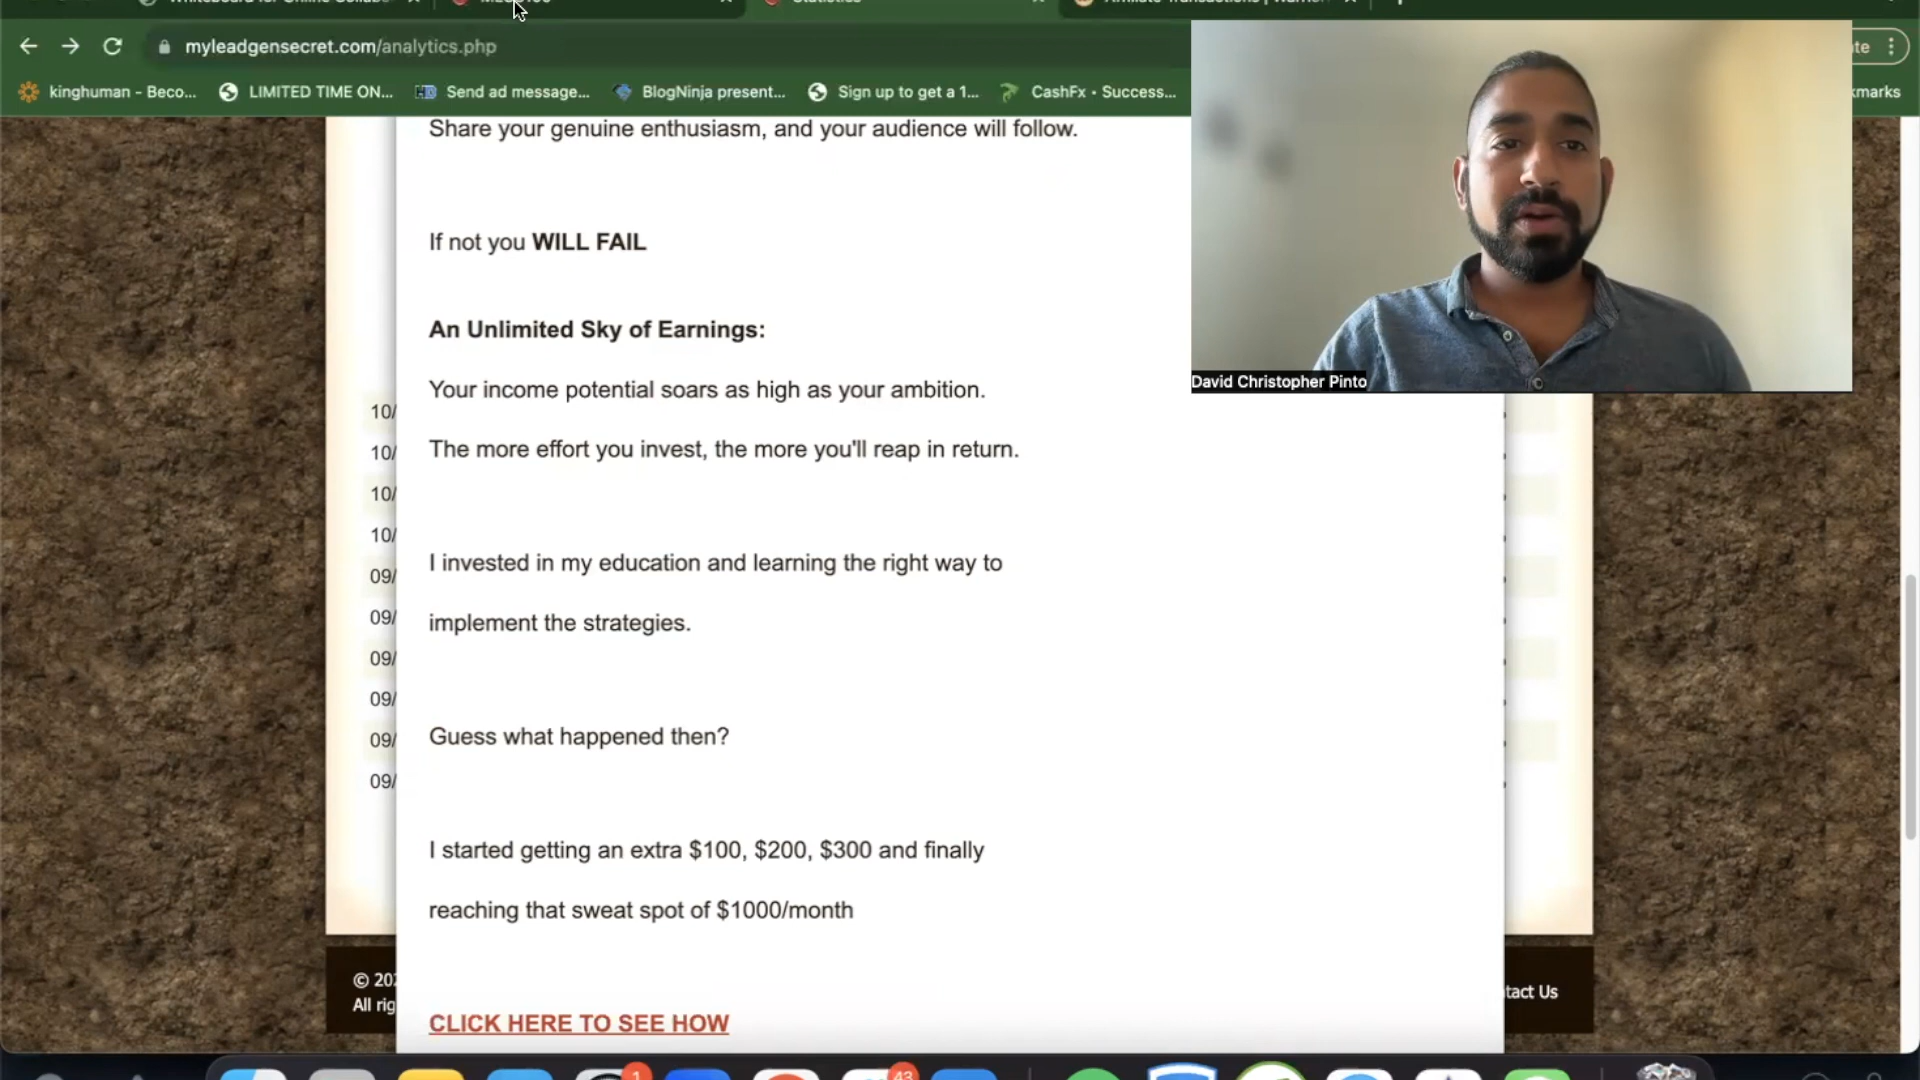 Statistics
myleadgensecret.com/analytics.php
kinghuman - Beco...
LIMITED TIME ON...
Send ad message...
BlogNinja present...
Sign up to get a 1...
CashFx • Success...
Share your genuine enthusiasm, and your audience will follow.
If not you WILL FAIL
An Unlimited Sky of Earnings:
David Christopher Pinto
Your income potential soars as high as your ambition.
10/
The more effort you invest, the more you'll reap in return.
10/
10/
10/
I invested in my education and learning the right way to
09/
09/
implement the strategies.
09/
09/
Guess what happened then?
09/
09/
I started getting an extra $100, $200, $300 and finally
reaching that sweat spot of $1000/month
© 20
All rig
tact Us
CLICK HERE TO SEE HOW
1
43